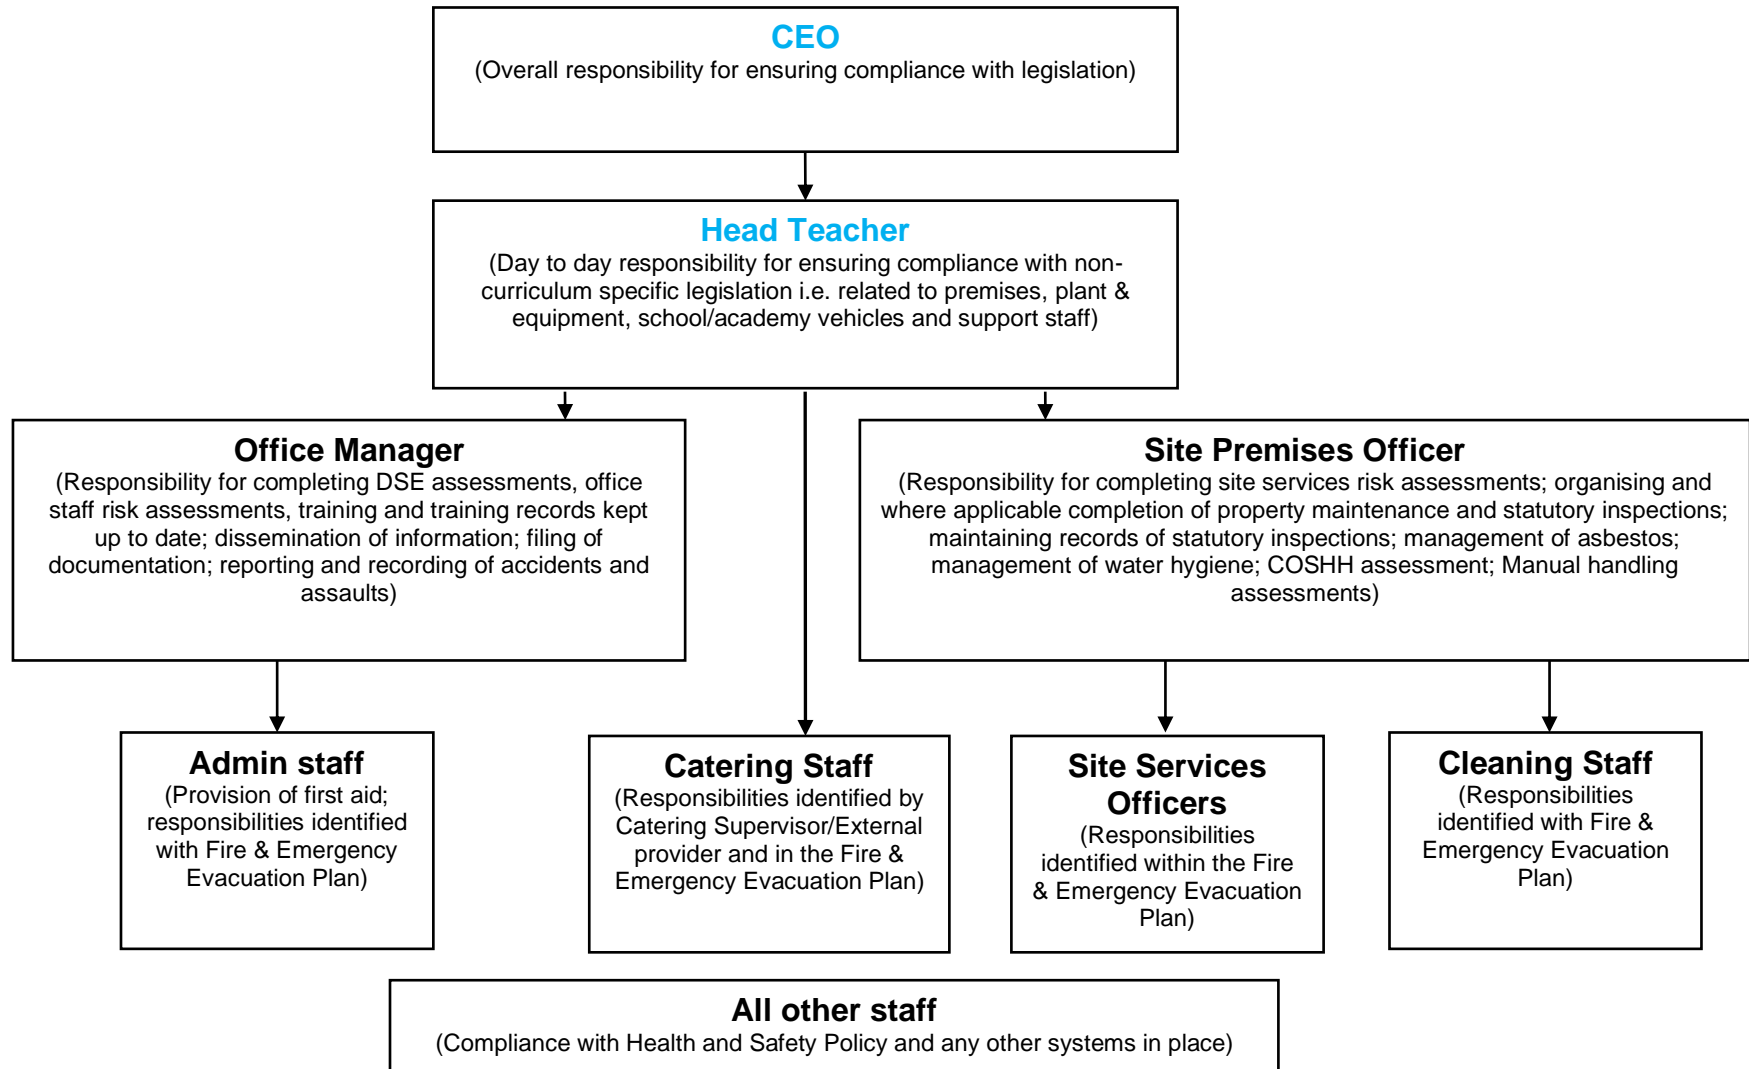 CEO
(Overall responsibility for ensuring compliance with legislation)
Head Teacher
(Day to day responsibility for ensuring compliance with non-
curriculum specific legislation i.e. related to premises, plant &
equipment, school/academy vehicles and support staff)
Office Manager
(Responsibility for completing DSE assessments, office
staff risk assessments, training and training records kept
up to date; dissemination of information; filing of
documentation; reporting and recording of accidents and
assaults)
Site Premises Officer
(Responsibility for completing site services risk assessments; organising and
where applicable completion of property maintenance and statutory inspections;
maintaining records of statutory inspections; management of asbestos;
management of water hygiene; COSHH assessment; Manual handling
assessments)
Admin staff
(Provision of first aid;
responsibilities identified
with Fire & Emergency
Evacuation Plan)
Catering Staff
(Responsibilities identified by
Catering Supervisor/External
provider and in the Fire &
Emergency Evacuation Plan)
Site Services
Officers
(Responsibilities
identified within the Fire
& Emergency Evacuation
Plan)
Cleaning Staff
(Responsibilities
identified with Fire &
Emergency Evacuation
Plan)
All other staff
(Compliance with Health and Safety Policy and any other systems in place)